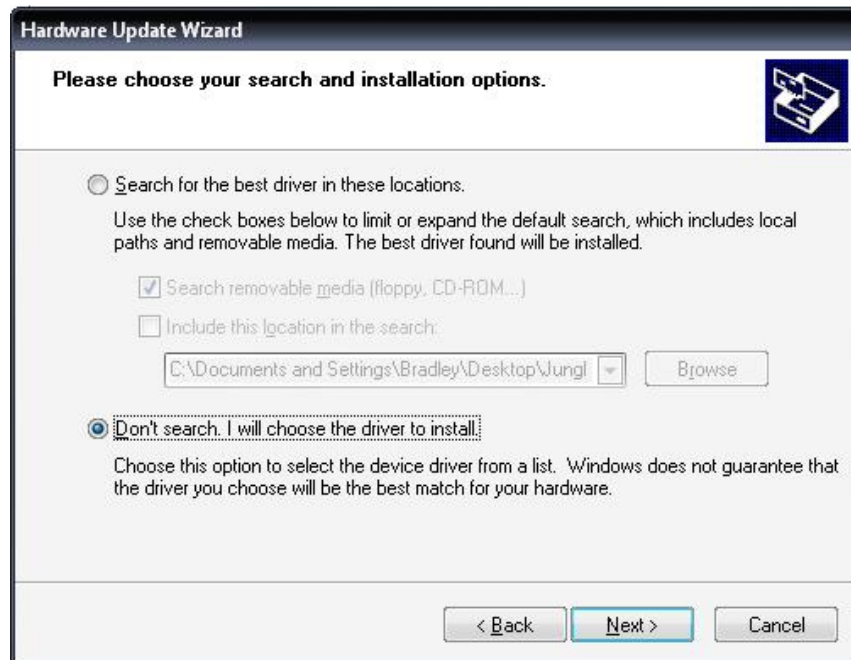 Hardware Update Wizard
Please choose your search and installation options.
Search for the best driver in these locations.
Use the check boxes below to limit or expand the default search, which includes local
paths and removable media. The best driver found will be installed.
Search removable media (floppy, CD-ROM...)
Include this location in the search:
C:\Documents and Settings\Bradley\Desktop\Jungl
Browse
Don't search. I will choose the driver to install.
Choose this option to select the device driver from a list.  Windows does not guarantee that
the driver you choose will be the best match for your hardware.
< Back
Next >
Cancel